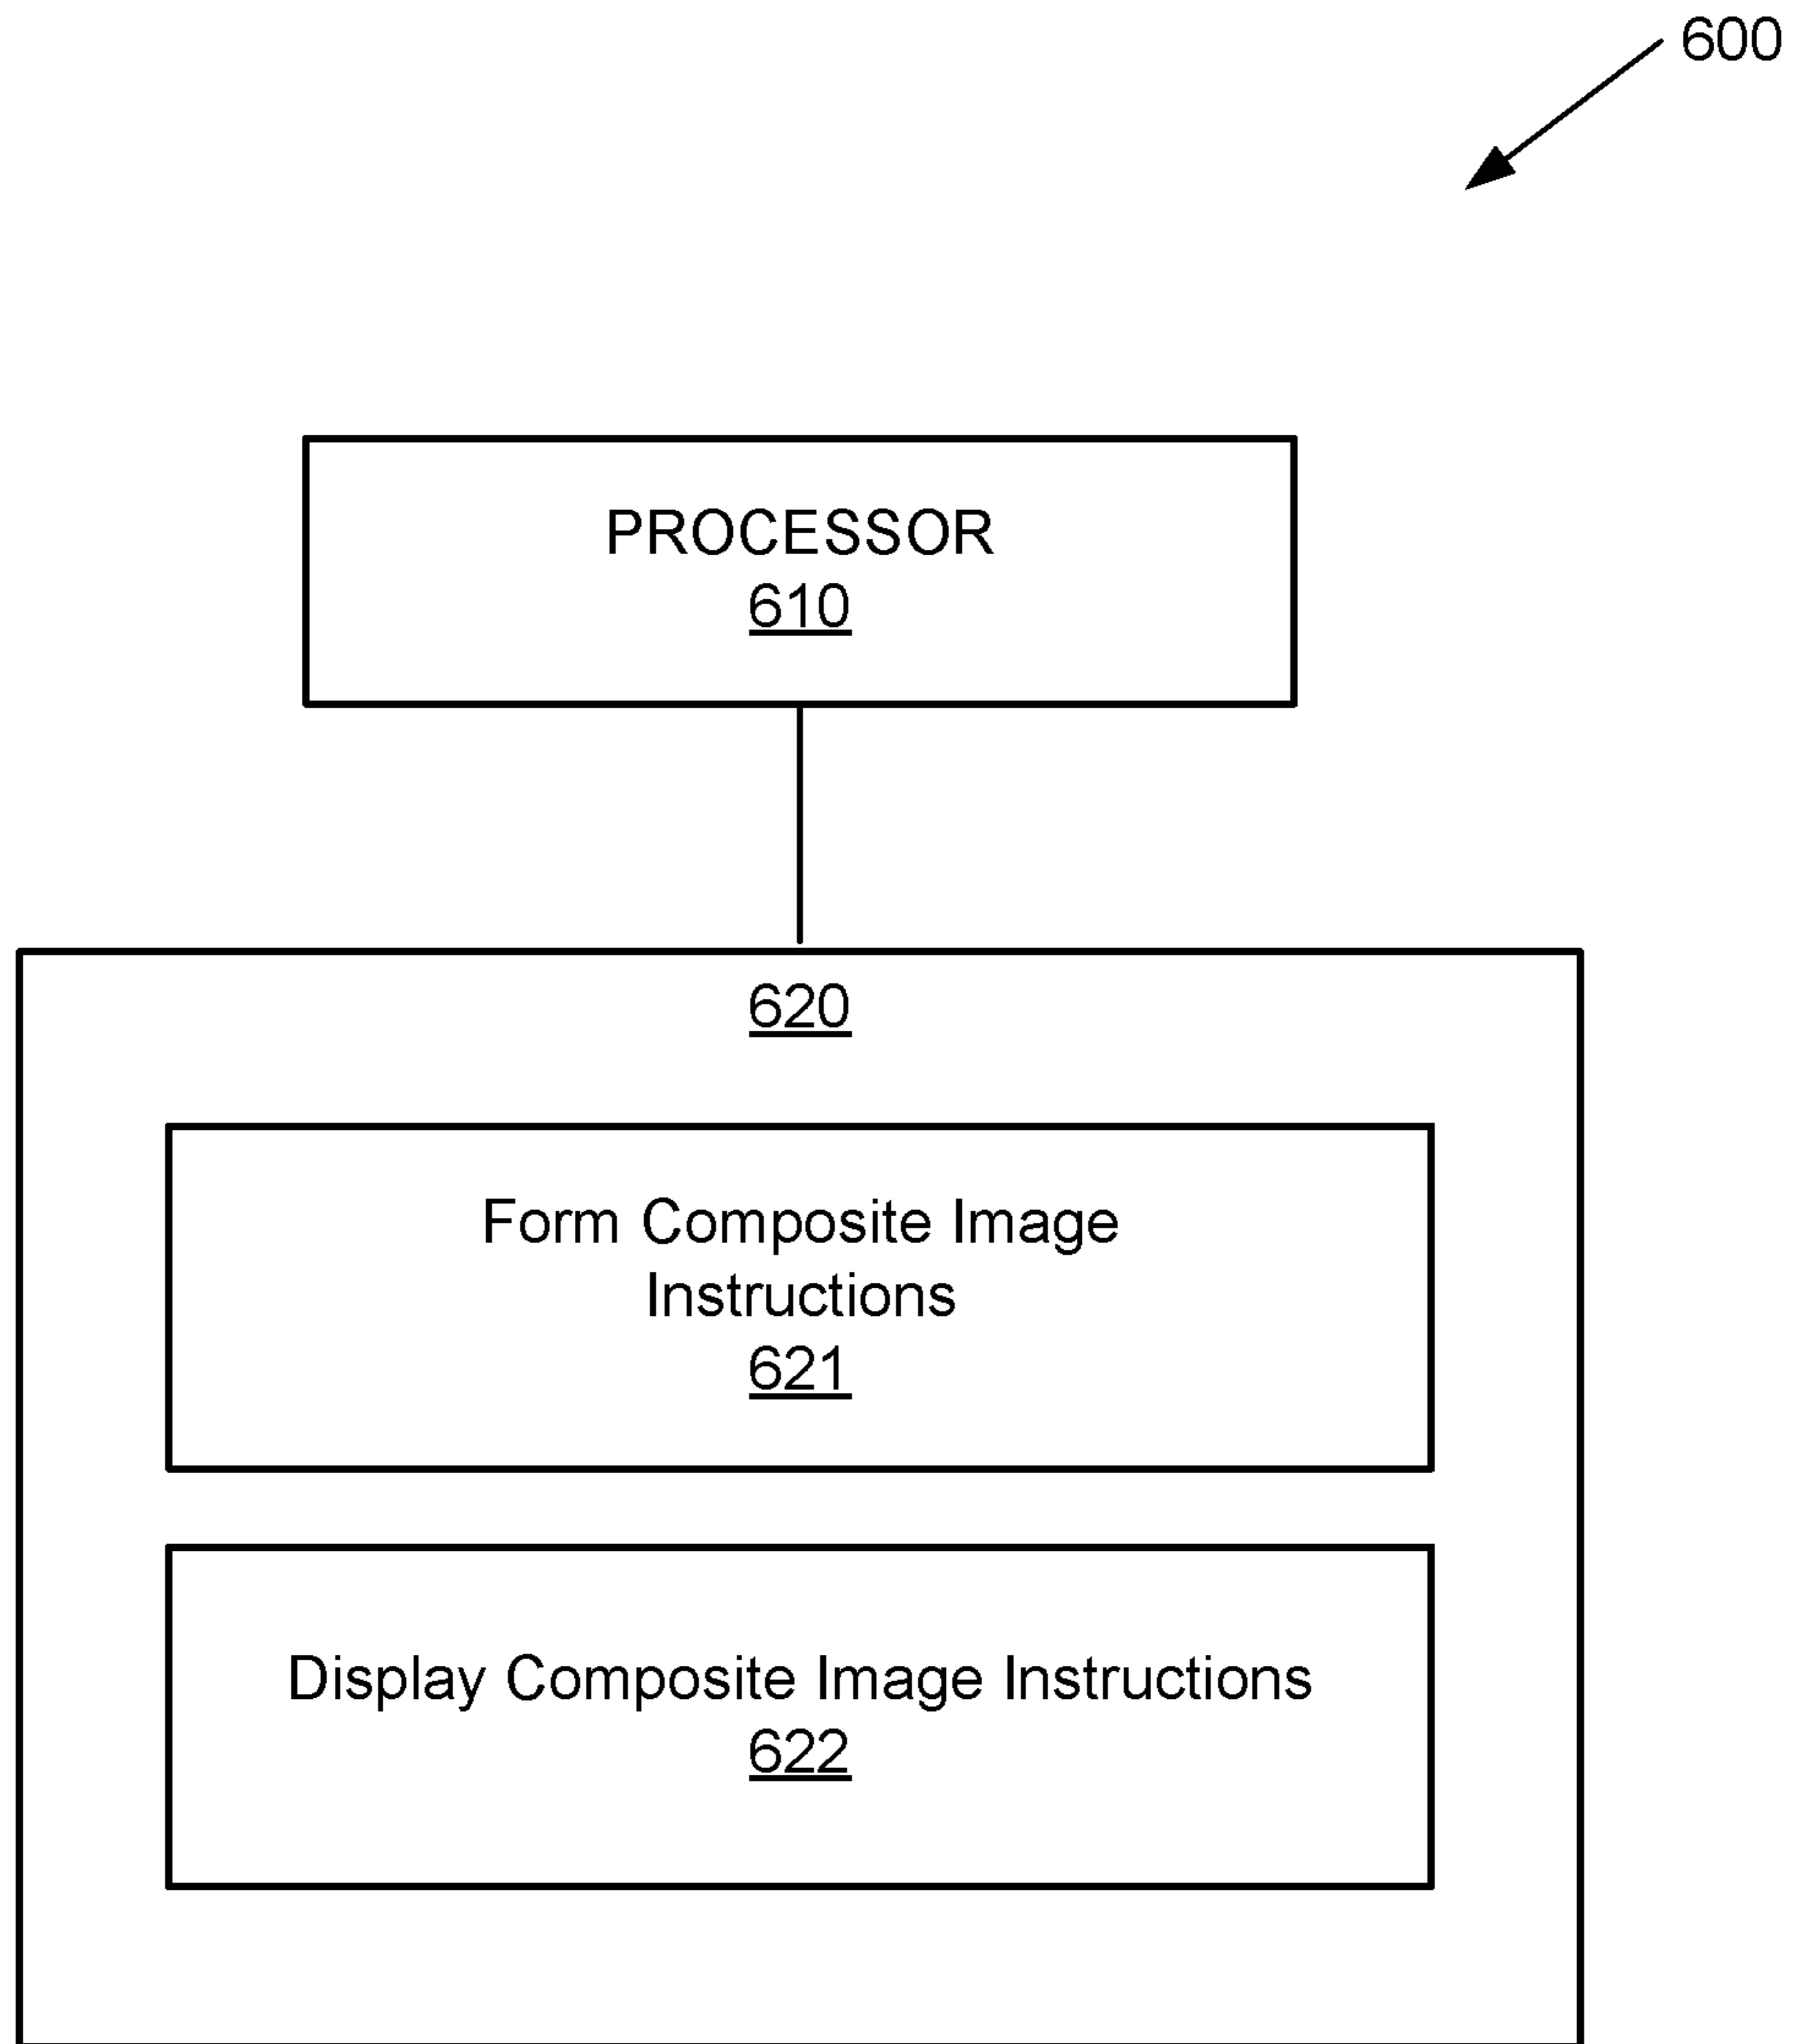 600
PROCESSOR
610
620
Form Composite Image
Instructions
621
Display Composite Image Instructions
622